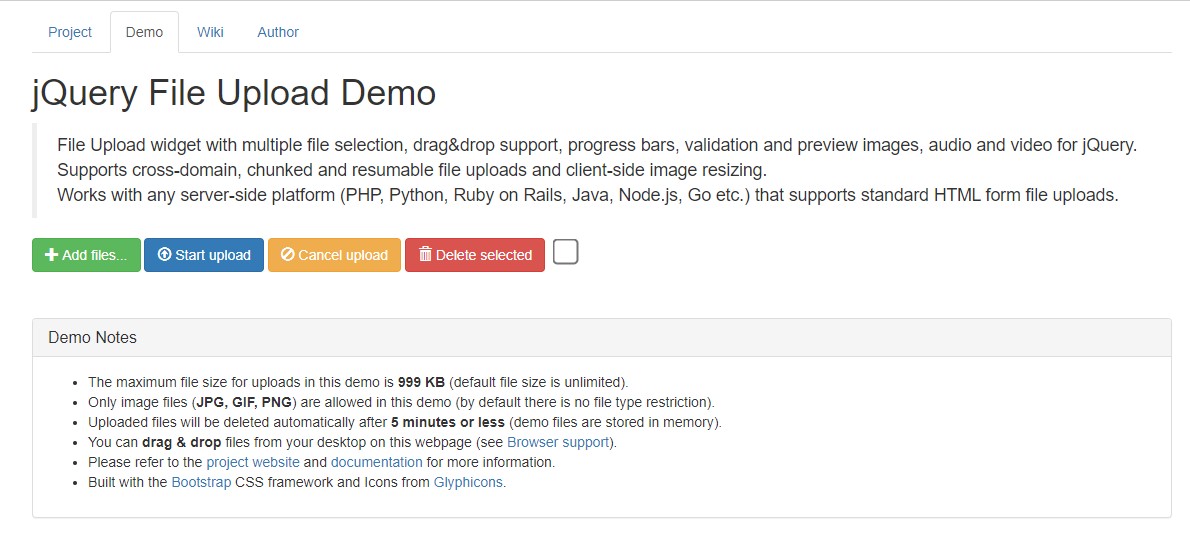 Project Demo Wiki Author
jQuery File Upload Demo
File Upload widget with multiple file selection, drag&drop support, progress bars, validation and preview images, audio and video for jQuery.
Supports cross-domain, chunked and resumable file uploads and client-side image resizing.
Works with any server-side platform (PHP, Python, Ruby on Rails, Java, Node.js, Go etc.) that supports standard HTML form file uploads.
Add files... Start upload Cancel upload Delete selected
Demo Notes
• The maximum file size for uploads in this demo is 999 KB (default file size is unlimited).
• Only image files (JPG, GIF, PNG) are allowed in this demo (by default there is no file type restriction).
• Uploaded files will be deleted automatically after 5 minutes or less (demo files are stored in memory).
• You can drag & drop files from your desktop on this webpage (see Browser support).
• Please refer to the project website and documentation for more information.
• Built with the Bootstrap CSS framework and Icons from Glyphicons.